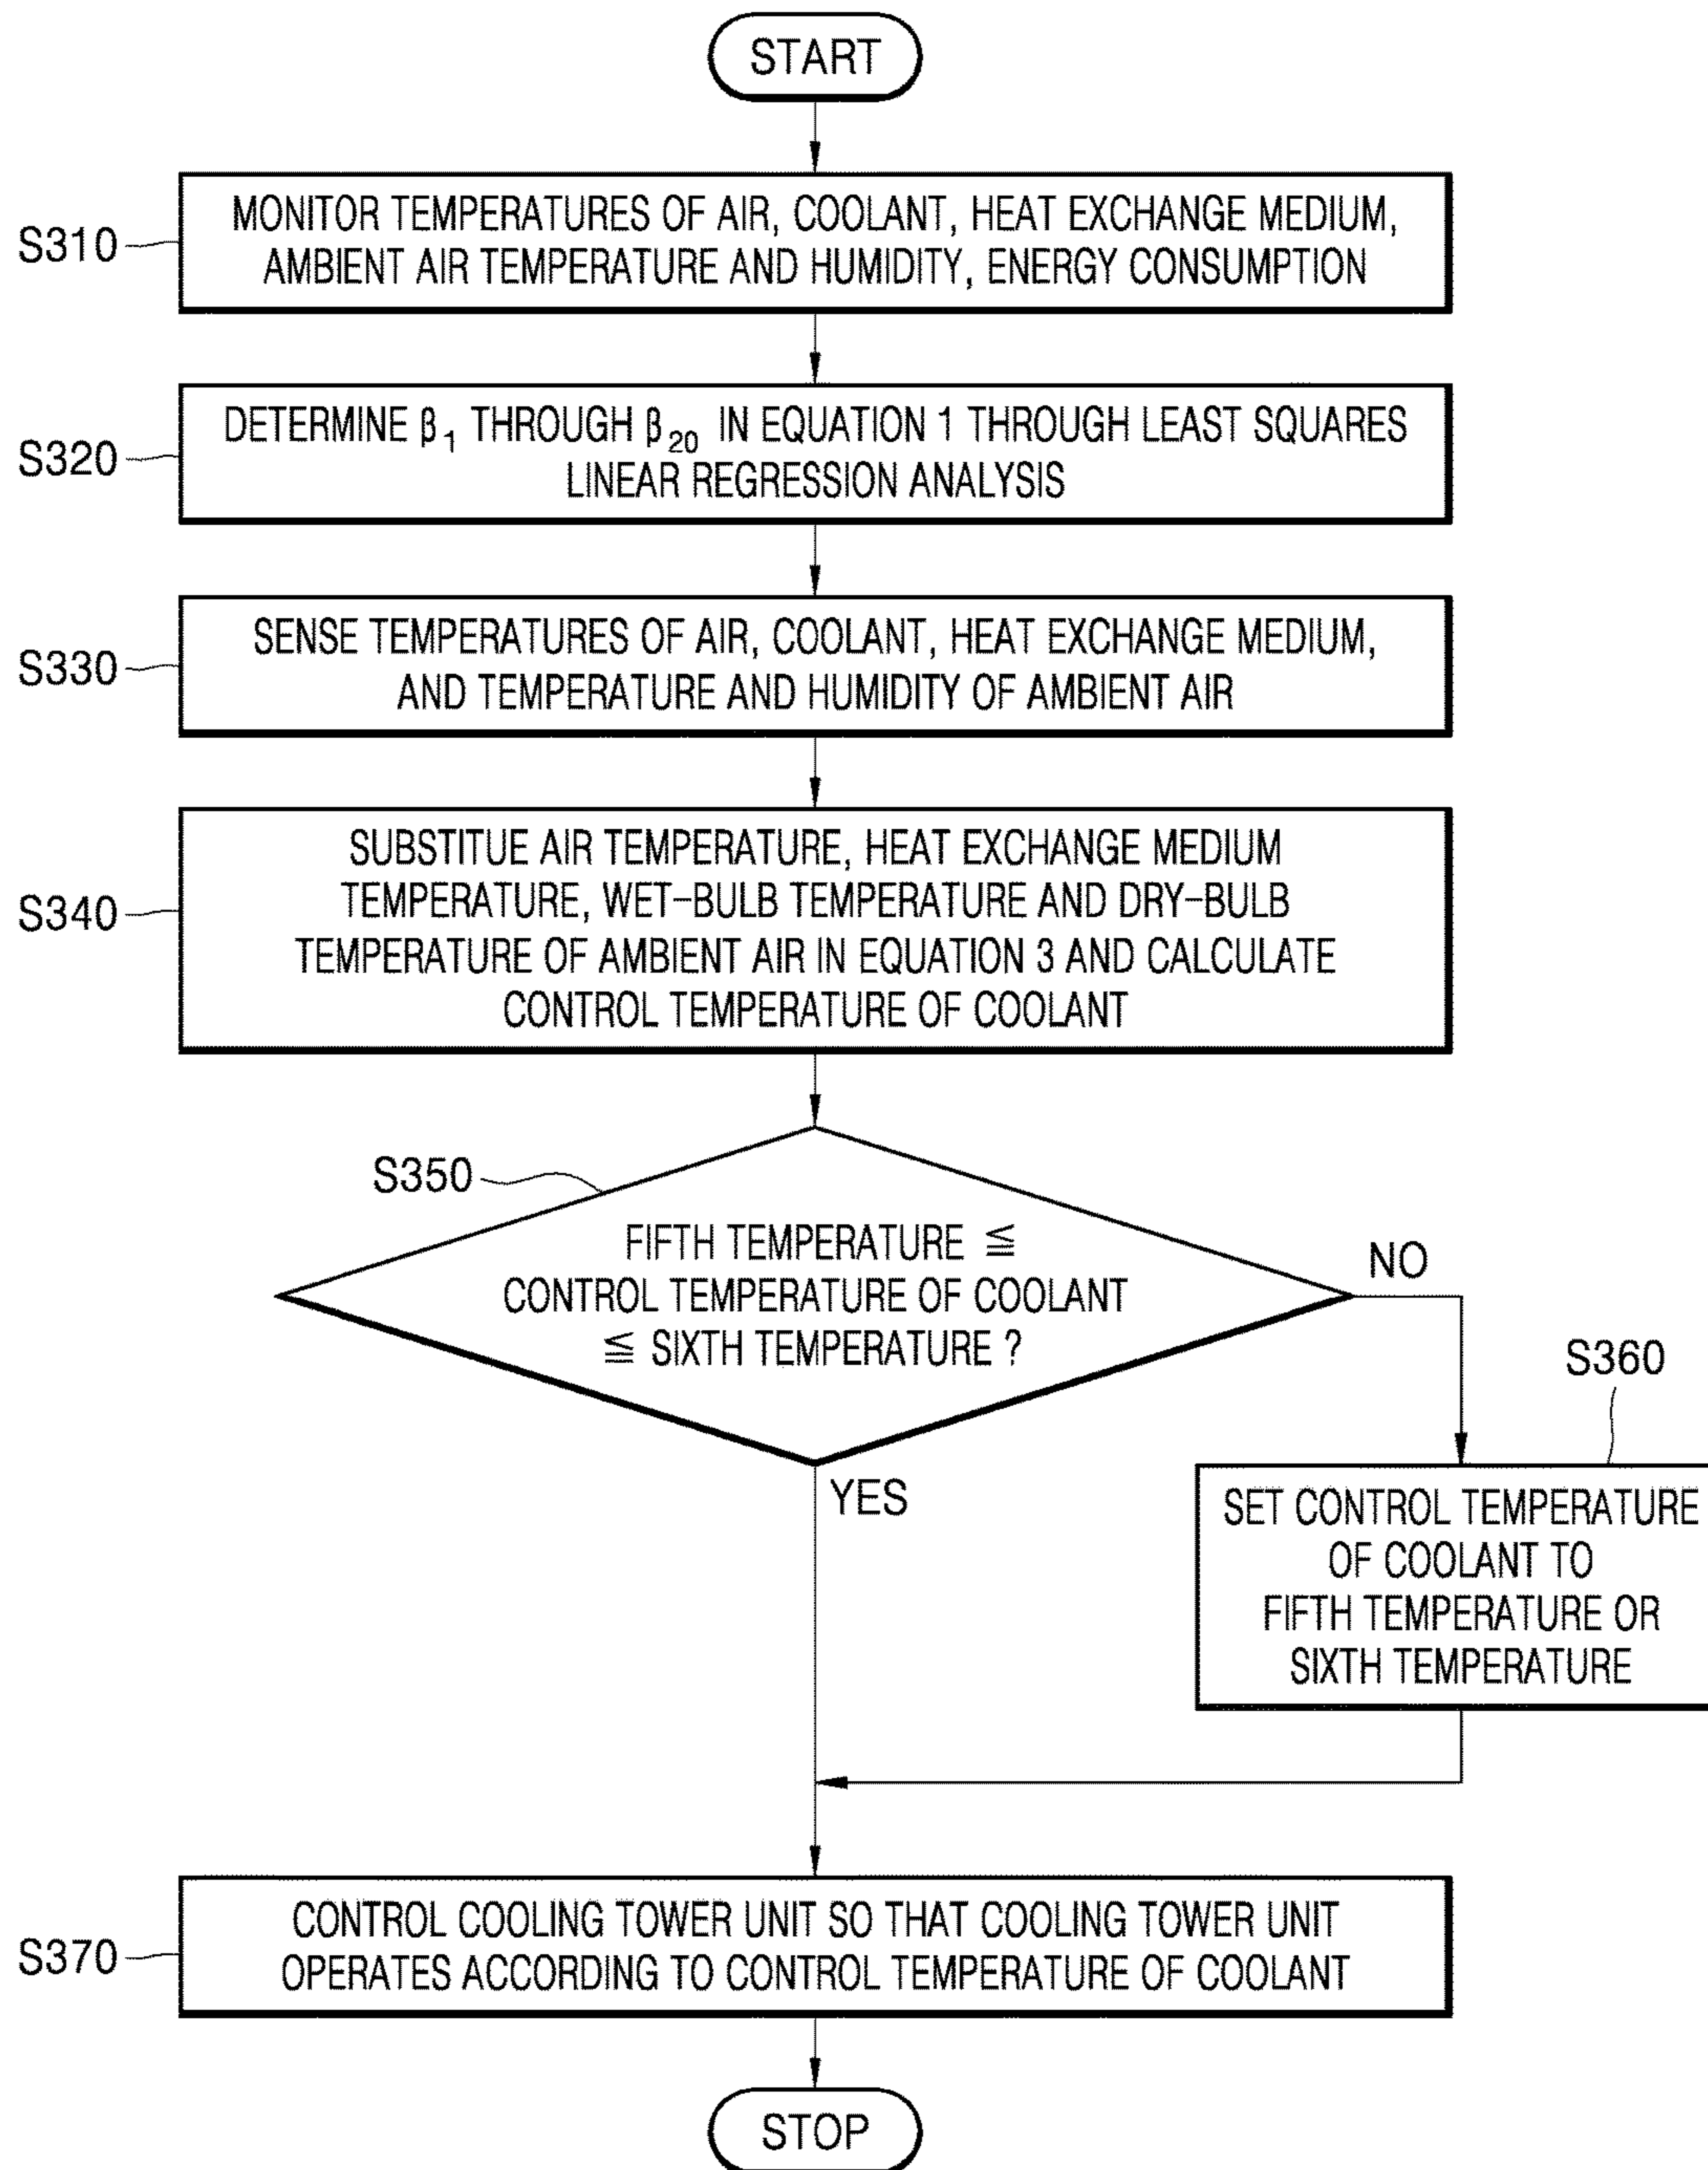 START
S310
MONITOR TEMPERATURES OF AIR, COOLANT, HEAT EXCHANGE MEDIUM,
AMBIENT AIR TEMPERATURE AND HUMIDITY, ENERGY CONSUMPTION
S320
DETERMINE β1 THROUGH β20 IN EQUATION 1 THROUGH LEAST SQUARES
LINEAR REGRESSION ANALYSIS
S330
SENSE TEMPERATURES OF AIR, COOLANT, HEAT EXCHANGE MEDIUM,
AND TEMPERATURE AND HUMIDITY OF AMBIENT AIR
S340
SUBSTITUE AIR TEMPERATURE, HEAT EXCHANGE MEDIUM
TEMPERATURE, WET-BULB TEMPERATURE AND DRY-BULB
TEMPERATURE OF AMBIENT AIR IN EQUATION 3 AND CALCULATE
CONTROL TEMPERATURE OF COOLANT
S350
FIFTH TEMPERATURE ≦
CONTROL TEMPERATURE OF COOLANT
≦ SIXTH TEMPERATURE ?
NO
YES
S360
SET CONTROL TEMPERATURE
OF COOLANT TO
FIFTH TEMPERATURE OR
SIXTH TEMPERATURE
S370
CONTROL COOLING TOWER UNIT SO THAT COOLING TOWER UNIT
OPERATES ACCORDING TO CONTROL TEMPERATURE OF COOLANT
STOP